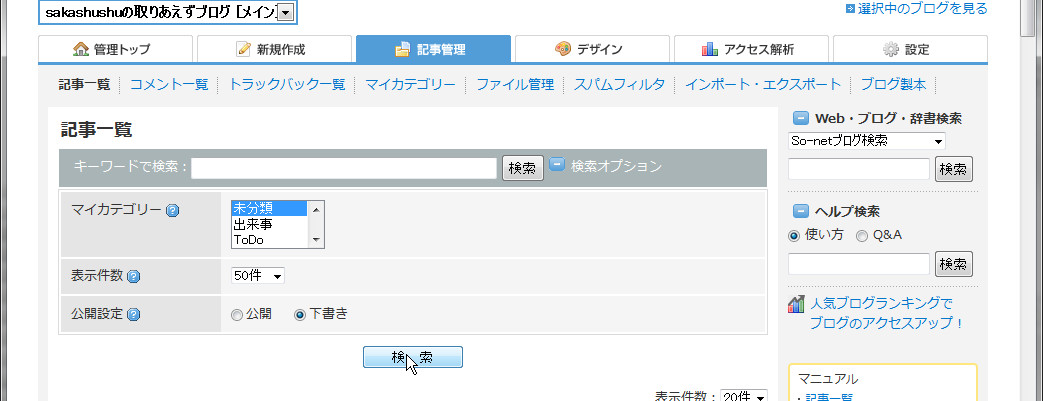 sakashushuの取りあえずブログ [メイン]
選択中のブログを見る
管理トップ 新規作成 記事管理 デザイン アクセス解析 設定
記事一覧 コメント一覧 トラックバック一覧 マイカテゴリー ファイル管理 スパムフィルタ インポート・エクスポート ブログ製本
記事一覧
キーワードで検索： 検索 検索オプション
マイカテゴリー
未分類
出来事
ToDo
表示件数 50件
公開設定 公開 下書き
検　索
表示件数： 20件
Web・ブログ・辞書検索
So-netブログ検索
検索
ヘルプ検索
使い方 Q&A
検索
人気ブログランキングで
ブログのアクセスアップ！
マニュアル
・記事一覧